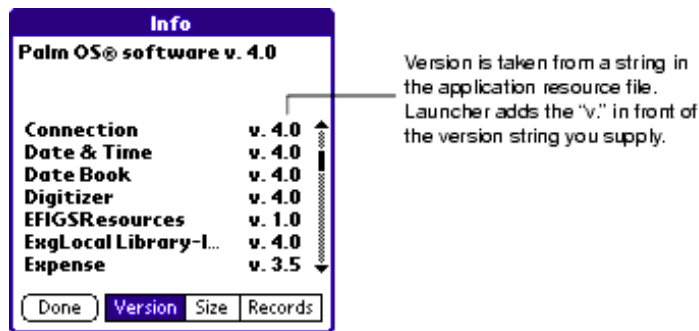 Info
Palm OS® software v. 4.0
Connection v. 4.0
Date & Time v. 4.0
Date Book v. 4.0
Digitizer v. 4.0
EFIGSResources v. 1.0
ExgLocal Library-l... v. 4.0
Expense v. 3.5
Done Version Size Records
Version is taken from a string in
the application resource file.
Launcher adds the “v.” in front of
the version string you supply.